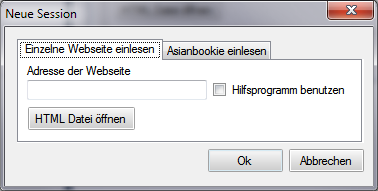 Neue Session
Einzelne Webseite einlesen Asianbookie einlesen
Adresse der Webseite
Hilfsprogramm benutzen
HTML Datei öffnen
Ok Abbrechen